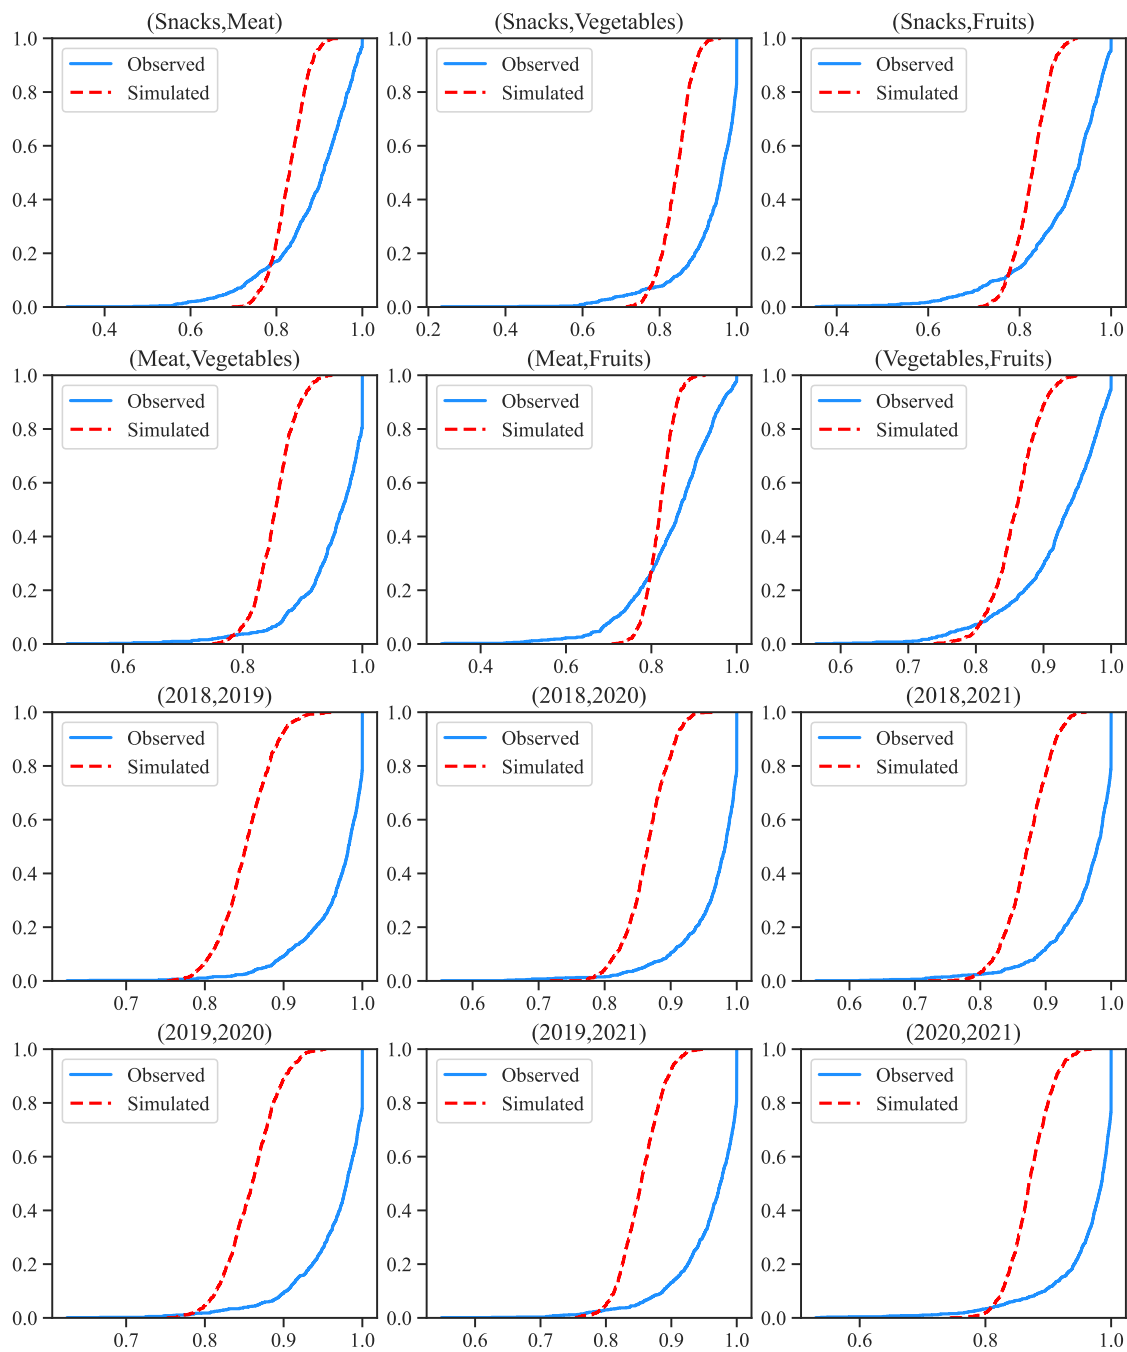 (Snacks,Meat)
(Snacks,Vegetables)
(Snacks,Fruits)
1.0
0.8
0.6
0.4
0.2
0.0
Observed
Simulated
0.4 0.6 0.8 1.0
1.0
0.8
0.6
0.4
0.2
0.0
Observed
Simulated
0.2 0.4 0.6 0.8 1.0
1.0
0.8
0.6
0.4
0.2
0.0
Observed
Simulated
0.4 0.6 0.8 1.0
(Meat,Vegetables)
(Meat,Fruits)
(Vegetables,Fruits)
1.0
0.8
0.6
0.4
0.2
0.0
Observed
Simulated
0.6 0.8 1.0
1.0
0.8
0.6
0.4
0.2
0.0
Observed
Simulated
0.4 0.6 0.8 1.0
1.0
0.8
0.6
0.4
0.2
0.0
Observed
Simulated
0.6 0.7 0.8 0.9 1.0
(2018,2019)
(2018,2020)
(2018,2021)
1.0
0.8
0.6
0.4
0.2
0.0
Observed
Simulated
0.7 0.8 0.9 1.0
1.0
0.8
0.6
0.4
0.2
0.0
Observed
Simulated
0.6 0.7 0.8 0.9 1.0
1.0
0.8
0.6
0.4
0.2
0.0
Observed
Simulated
0.6 0.7 0.8 0.9 1.0
(2019,2020)
(2019,2021)
(2020,2021)
1.0
0.8
0.6
0.4
0.2
0.0
Observed
Simulated
0.7 0.8 0.9 1.0
1.0
0.8
0.6
0.4
0.2
0.0
Observed
Simulated
0.6 0.7 0.8 0.9 1.0
1.0
0.8
0.6
0.4
0.2
0.0
Observed
Simulated
0.6 0.8 1.0